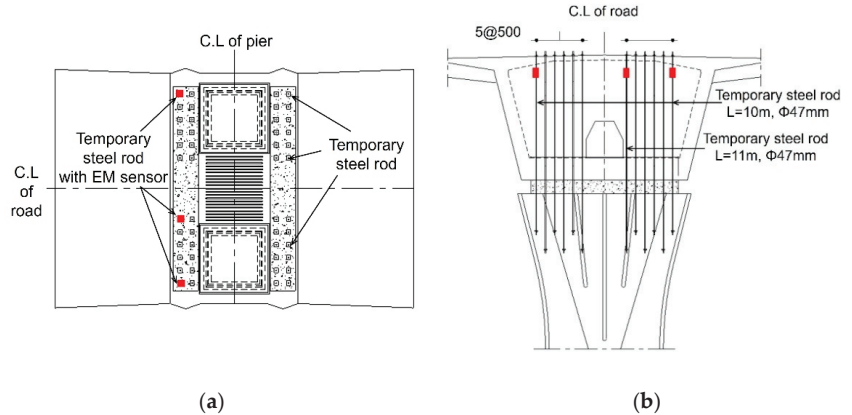 C.L of pier
Temporary
steel rod
with EM sensor
Temporary
steel rod
C.L
of
road
(a)
C.L of road
5@500
Temporary steel rod
L=10m, Φ47mm
Temporary steel rod
L=11m, Φ47mm
(b)